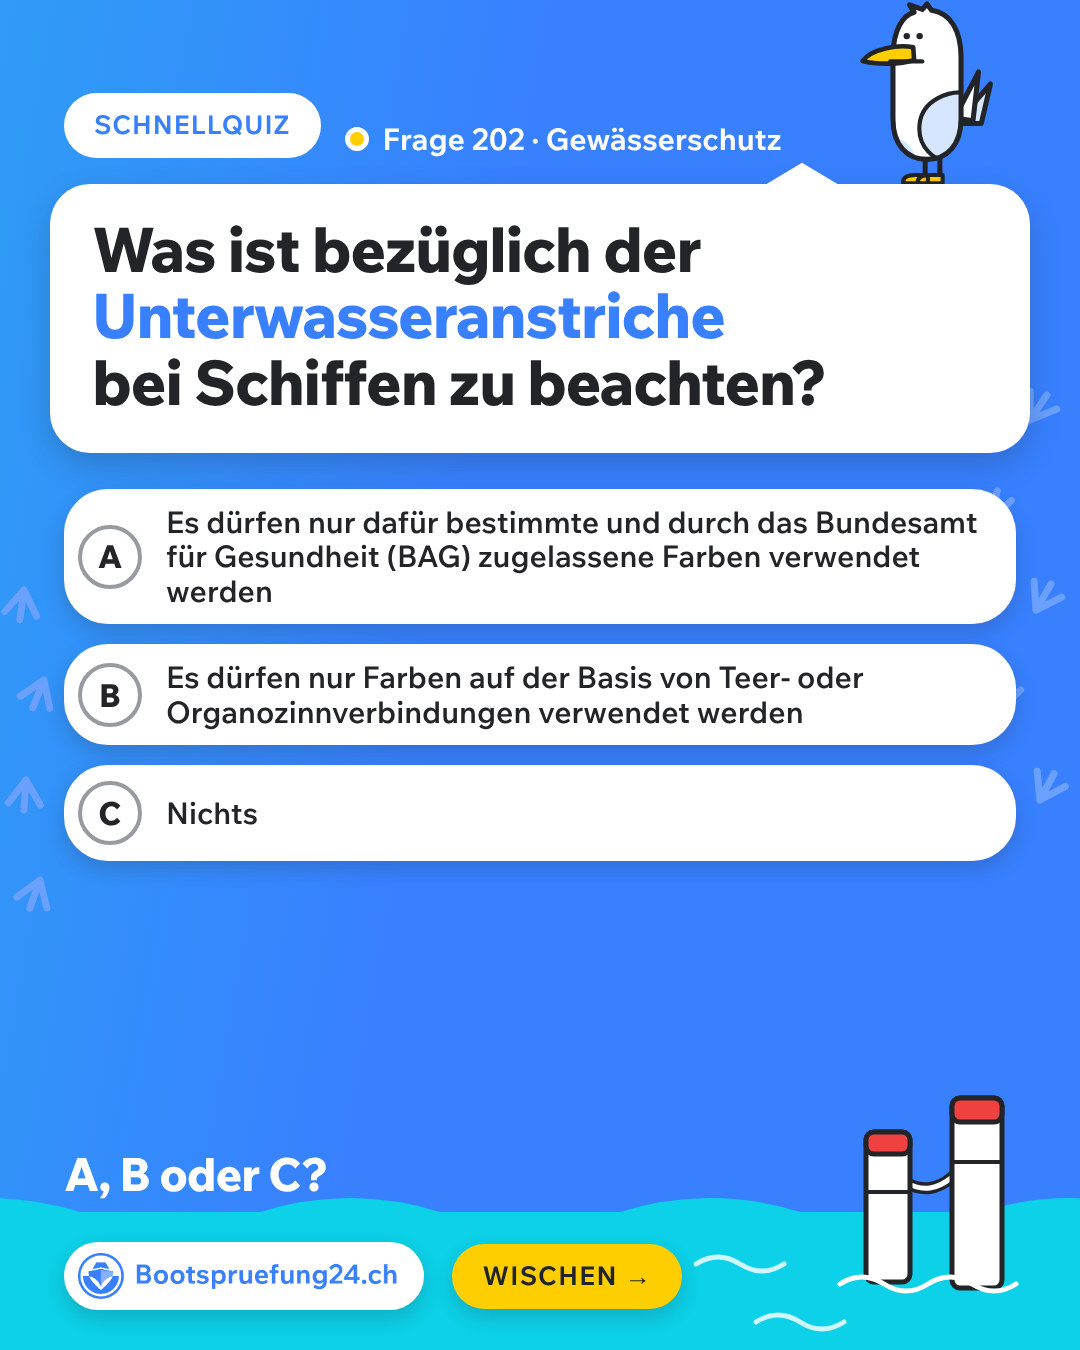 SCHNELLQUIZ
Frage 202 · Gewässerschutz
Was ist bezüglich der
Unterwasseranstriche
bei Schiffen zu beachten?
A
Es dürfen nur dafür bestimmte und durch das Bundesamt
für Gesundheit (BAG) zugelassene Farben verwendet
werden
B
Es dürfen nur Farben auf der Basis von Teer- oder
Organozinnverbindungen verwendet werden
C
Nichts
A, B oder C?
Bootspruefung24.ch
WISCHEN →